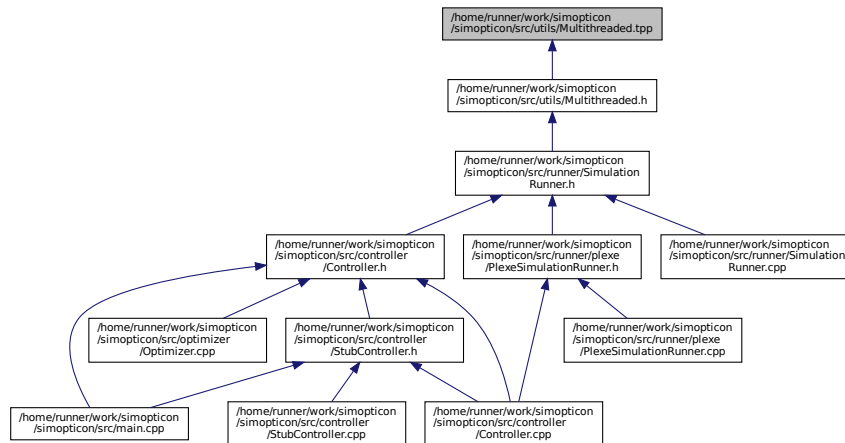 /home/runner/work/simopticon
/simopticon/src/utils/Multithreaded.tpp
/home/runner/work/simopticon
/simopticon/src/utils/Multithreaded.h
/home/runner/work/simopticon
/simopticon/src/runner/Simulation
Runner.h
/home/runner/work/simopticon
/simopticon/src/controller
/Controller.h
/home/runner/work/simopticon
/simopticon/src/runner/plexe
/PlexeSimulationRunner.h
/home/runner/work/simopticon
/simopticon/src/runner/Simulation
Runner.cpp
/home/runner/work/simopticon
/simopticon/src/optimizer
/Optimizer.cpp
/home/runner/work/simopticon
/simopticon/src/controller
/StubController.h
/home/runner/work/simopticon
/simopticon/src/runner/plexe
/PlexeSimulationRunner.cpp
/home/runner/work/simopticon
/simopticon/src/main.cpp
/home/runner/work/simopticon
/simopticon/src/controller
/StubController.cpp
/home/runner/work/simopticon
/simopticon/src/controller
/Controller.cpp